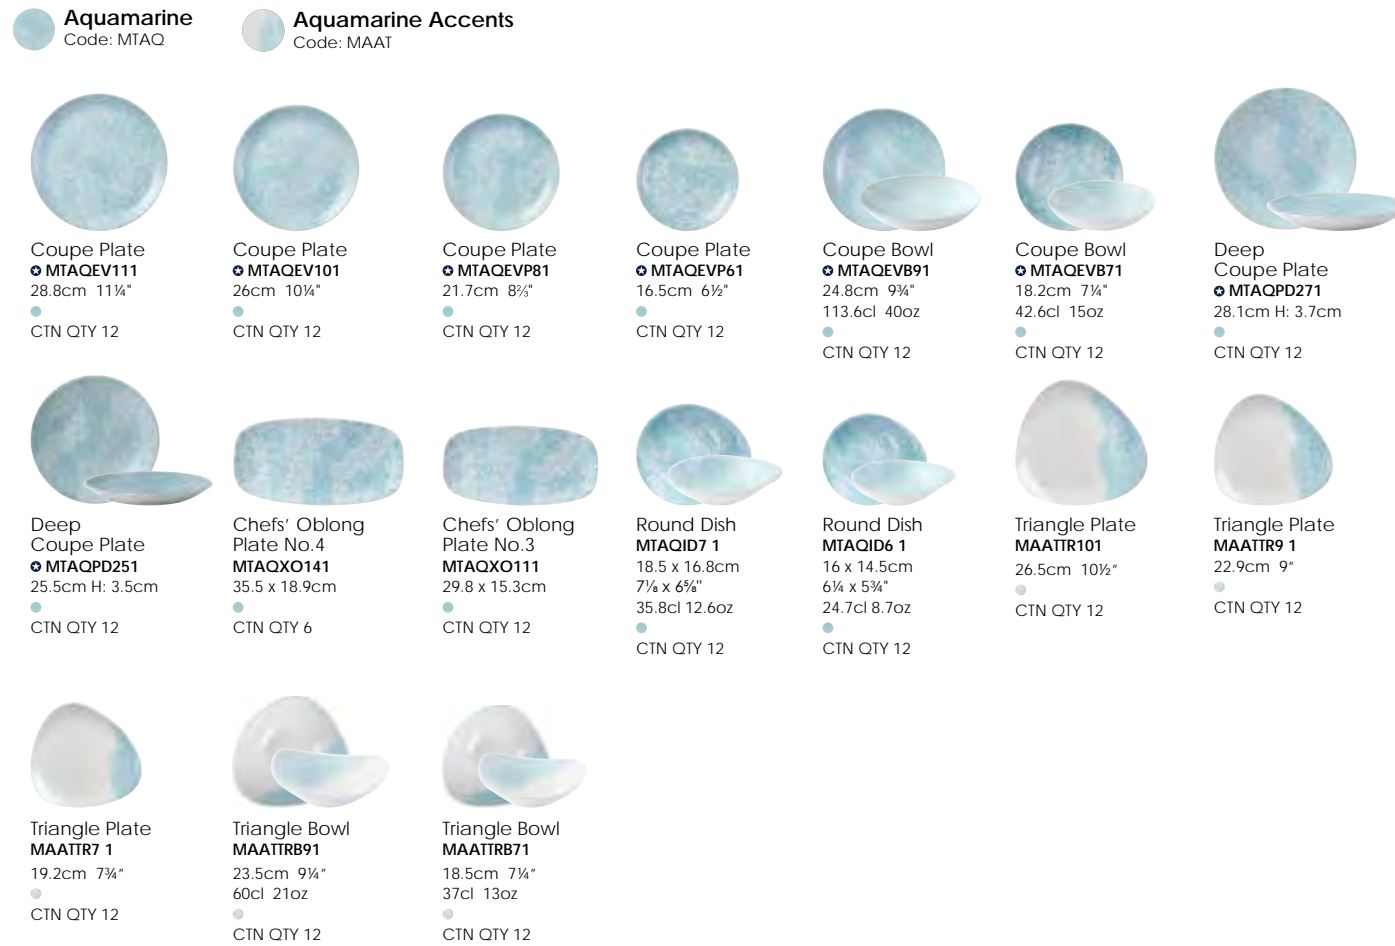 Aquamarine
Code: MTAQ
Aquamarine Accents
Code: MAAT
Coupe Plate
MTAQEV111
28.8cm 11¼"
CTN QTY 12
Coupe Plate
MTAQEV101
26cm 10¼"
CTN QTY 12
Coupe Plate
MTAQEVP81
21.7cm 8⅔"
CTN QTY 12
Coupe Plate
MTAQEVP61
16.5cm 6½"
CTN QTY 12
Coupe Bowl
MTAQEVB91
24.8cm 9¾"
113.6cl 40oz
CTN QTY 12
Coupe Bowl
MTAQEVB71
18.2cm 7¼"
42.6cl 15oz
CTN QTY 12
Deep
Coupe Plate
MTAQPD271
28.1cm H: 3.7cm
CTN QTY 12
Deep
Coupe Plate
MTAQPD251
25.5cm H: 3.5cm
CTN QTY 12
Chefs' Oblong
Plate No.4
MTAQXO141
35.5 x 18.9cm
CTN QTY 6
Chefs' Oblong
Plate No.3
MTAQXO111
29.8 x 15.3cm
CTN QTY 12
Round Dish
MTAQID7 1
18.5 x 16.8cm
7⅛ x 6⅝"
35.8cl 12.6oz
CTN QTY 12
Round Dish
MTAQID6 1
16 x 14.5cm
6¼ x 5¾"
24.7cl 8.7oz
CTN QTY 12
Triangle Plate
MAATTR101
26.5cm 10½"
CTN QTY 12
Triangle Plate
MAATTR9 1
22.9cm 9"
CTN QTY 12
Triangle Plate
MAATTR7 1
19.2cm 7¾"
CTN QTY 12
Triangle Bowl
MAATTRB91
23.5cm 9¼"
60cl 21oz
CTN QTY 12
Triangle Bowl
MAATTRB71
18.5cm 7¼"
37cl 13oz
CTN QTY 12